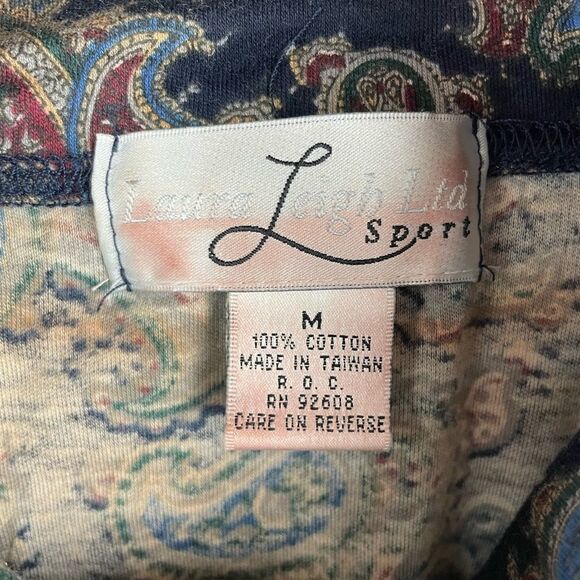 Laura Leigh Ltd
Sport
M
100% COTTON
MADE IN TAIWAN
R. O. C.
RN 92608
CARE ON REVERSE